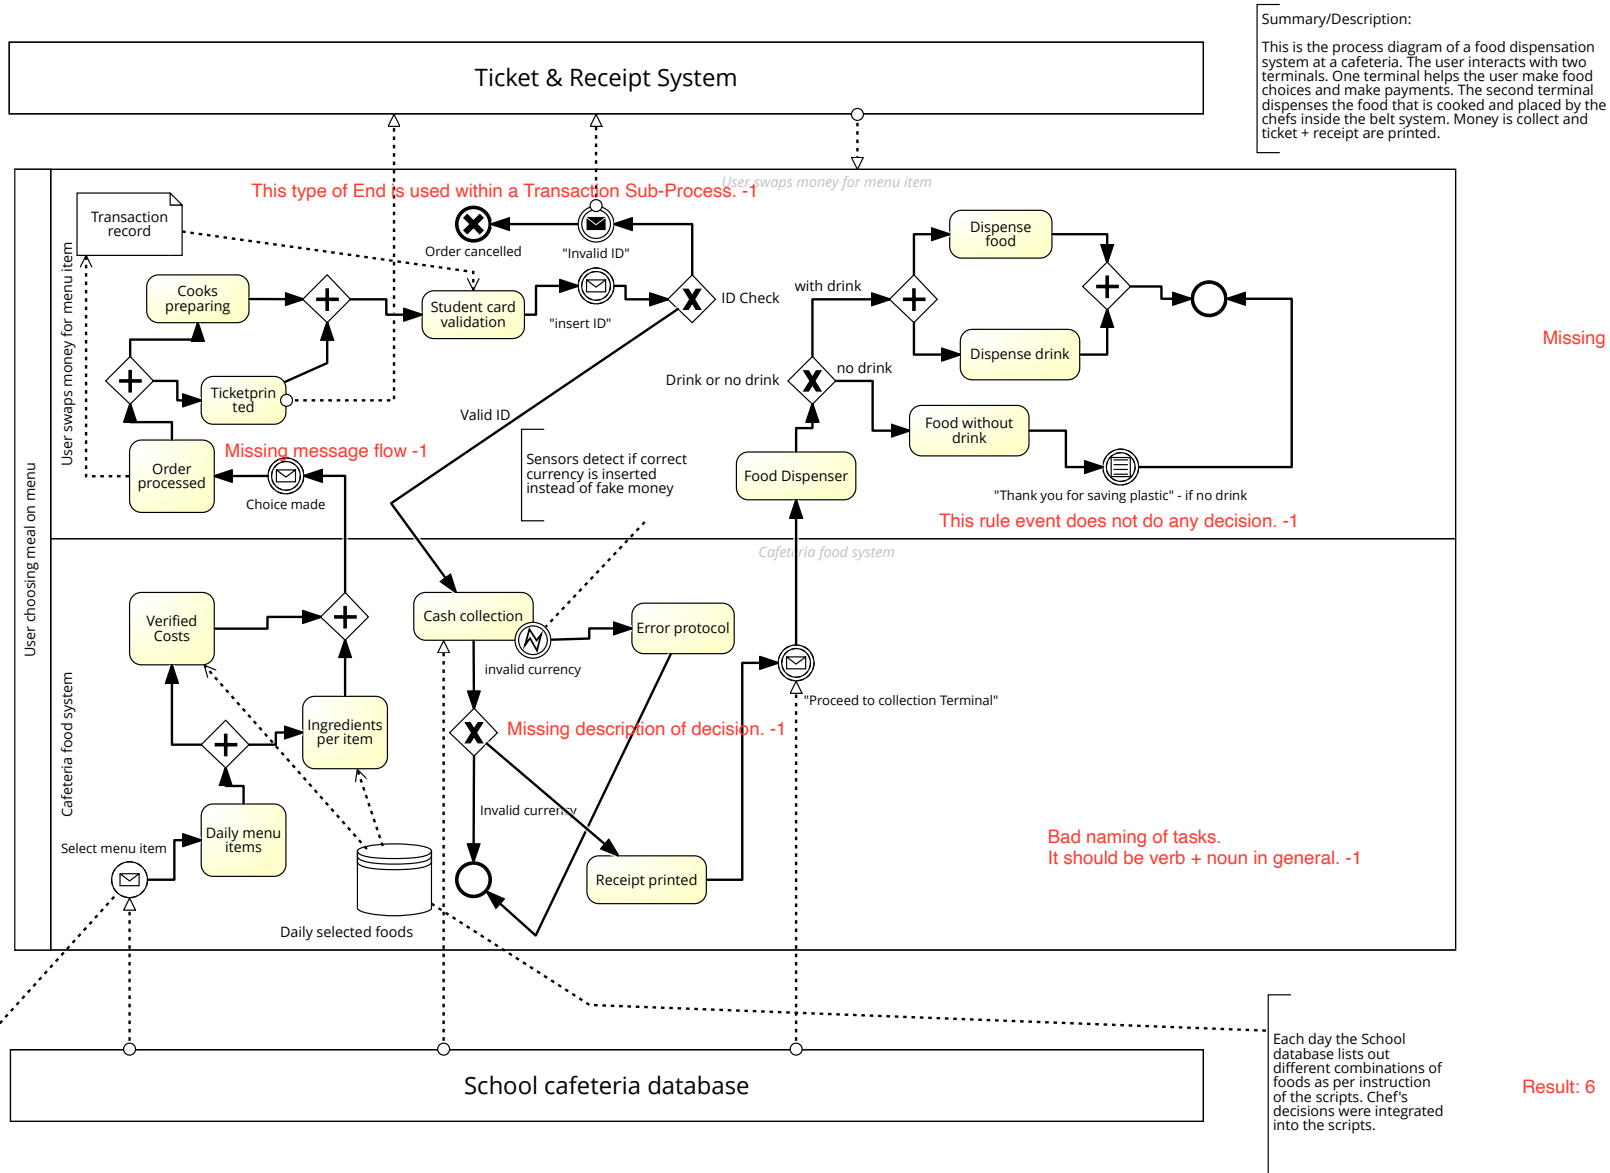 Summary/Description:
This is the process diagram of a food dispensation
system at a cafeteria. The user interacts with two
terminals. One terminal helps the user make food
choices and make payments. The second terminal
dispenses the food that is cooked and placed by the
chefs inside the belt system. Money is collect and
ticket + receipt are printed.
Ticket & Receipt System
User choosing meal on menu
User swaps money for menu item
User swaps money for menu item
This type of End is used within a Transaction Sub-Process. -1
Transaction
record
Order cancelled
"Invalid ID"
Cooks
preparing
Student card
validation
"insert ID"
ID Check
Ticketprin
ted
Valid ID
Missing message flow -1
Order
processed
Choice made
Sensors detect if correct
currency is inserted
instead of fake money
with drink
Dispense
food
Dispense drink
Drink or no drink
no drink
Food without
drink
Food Dispenser
"Thank you for saving plastic" - if no drink
This rule event does not do any decision. -1
Missing
Cafeteria food system
Cafeteria food system
Verified
Costs
Ingredients
per item
Daily menu
items
Select menu item
Daily selected foods
Cash collection
invalid currency
Error protocol
Missing description of decision. -1
Invalid currency
Receipt printed
"Proceed to collection Terminal"
Bad naming of tasks.
It should be verb + noun in general. -1
School cafeteria database
Each day the School
database lists out
different combinations of
foods as per instruction
of the scripts. Chef's
decisions were integrated
into the scripts.
Result: 6